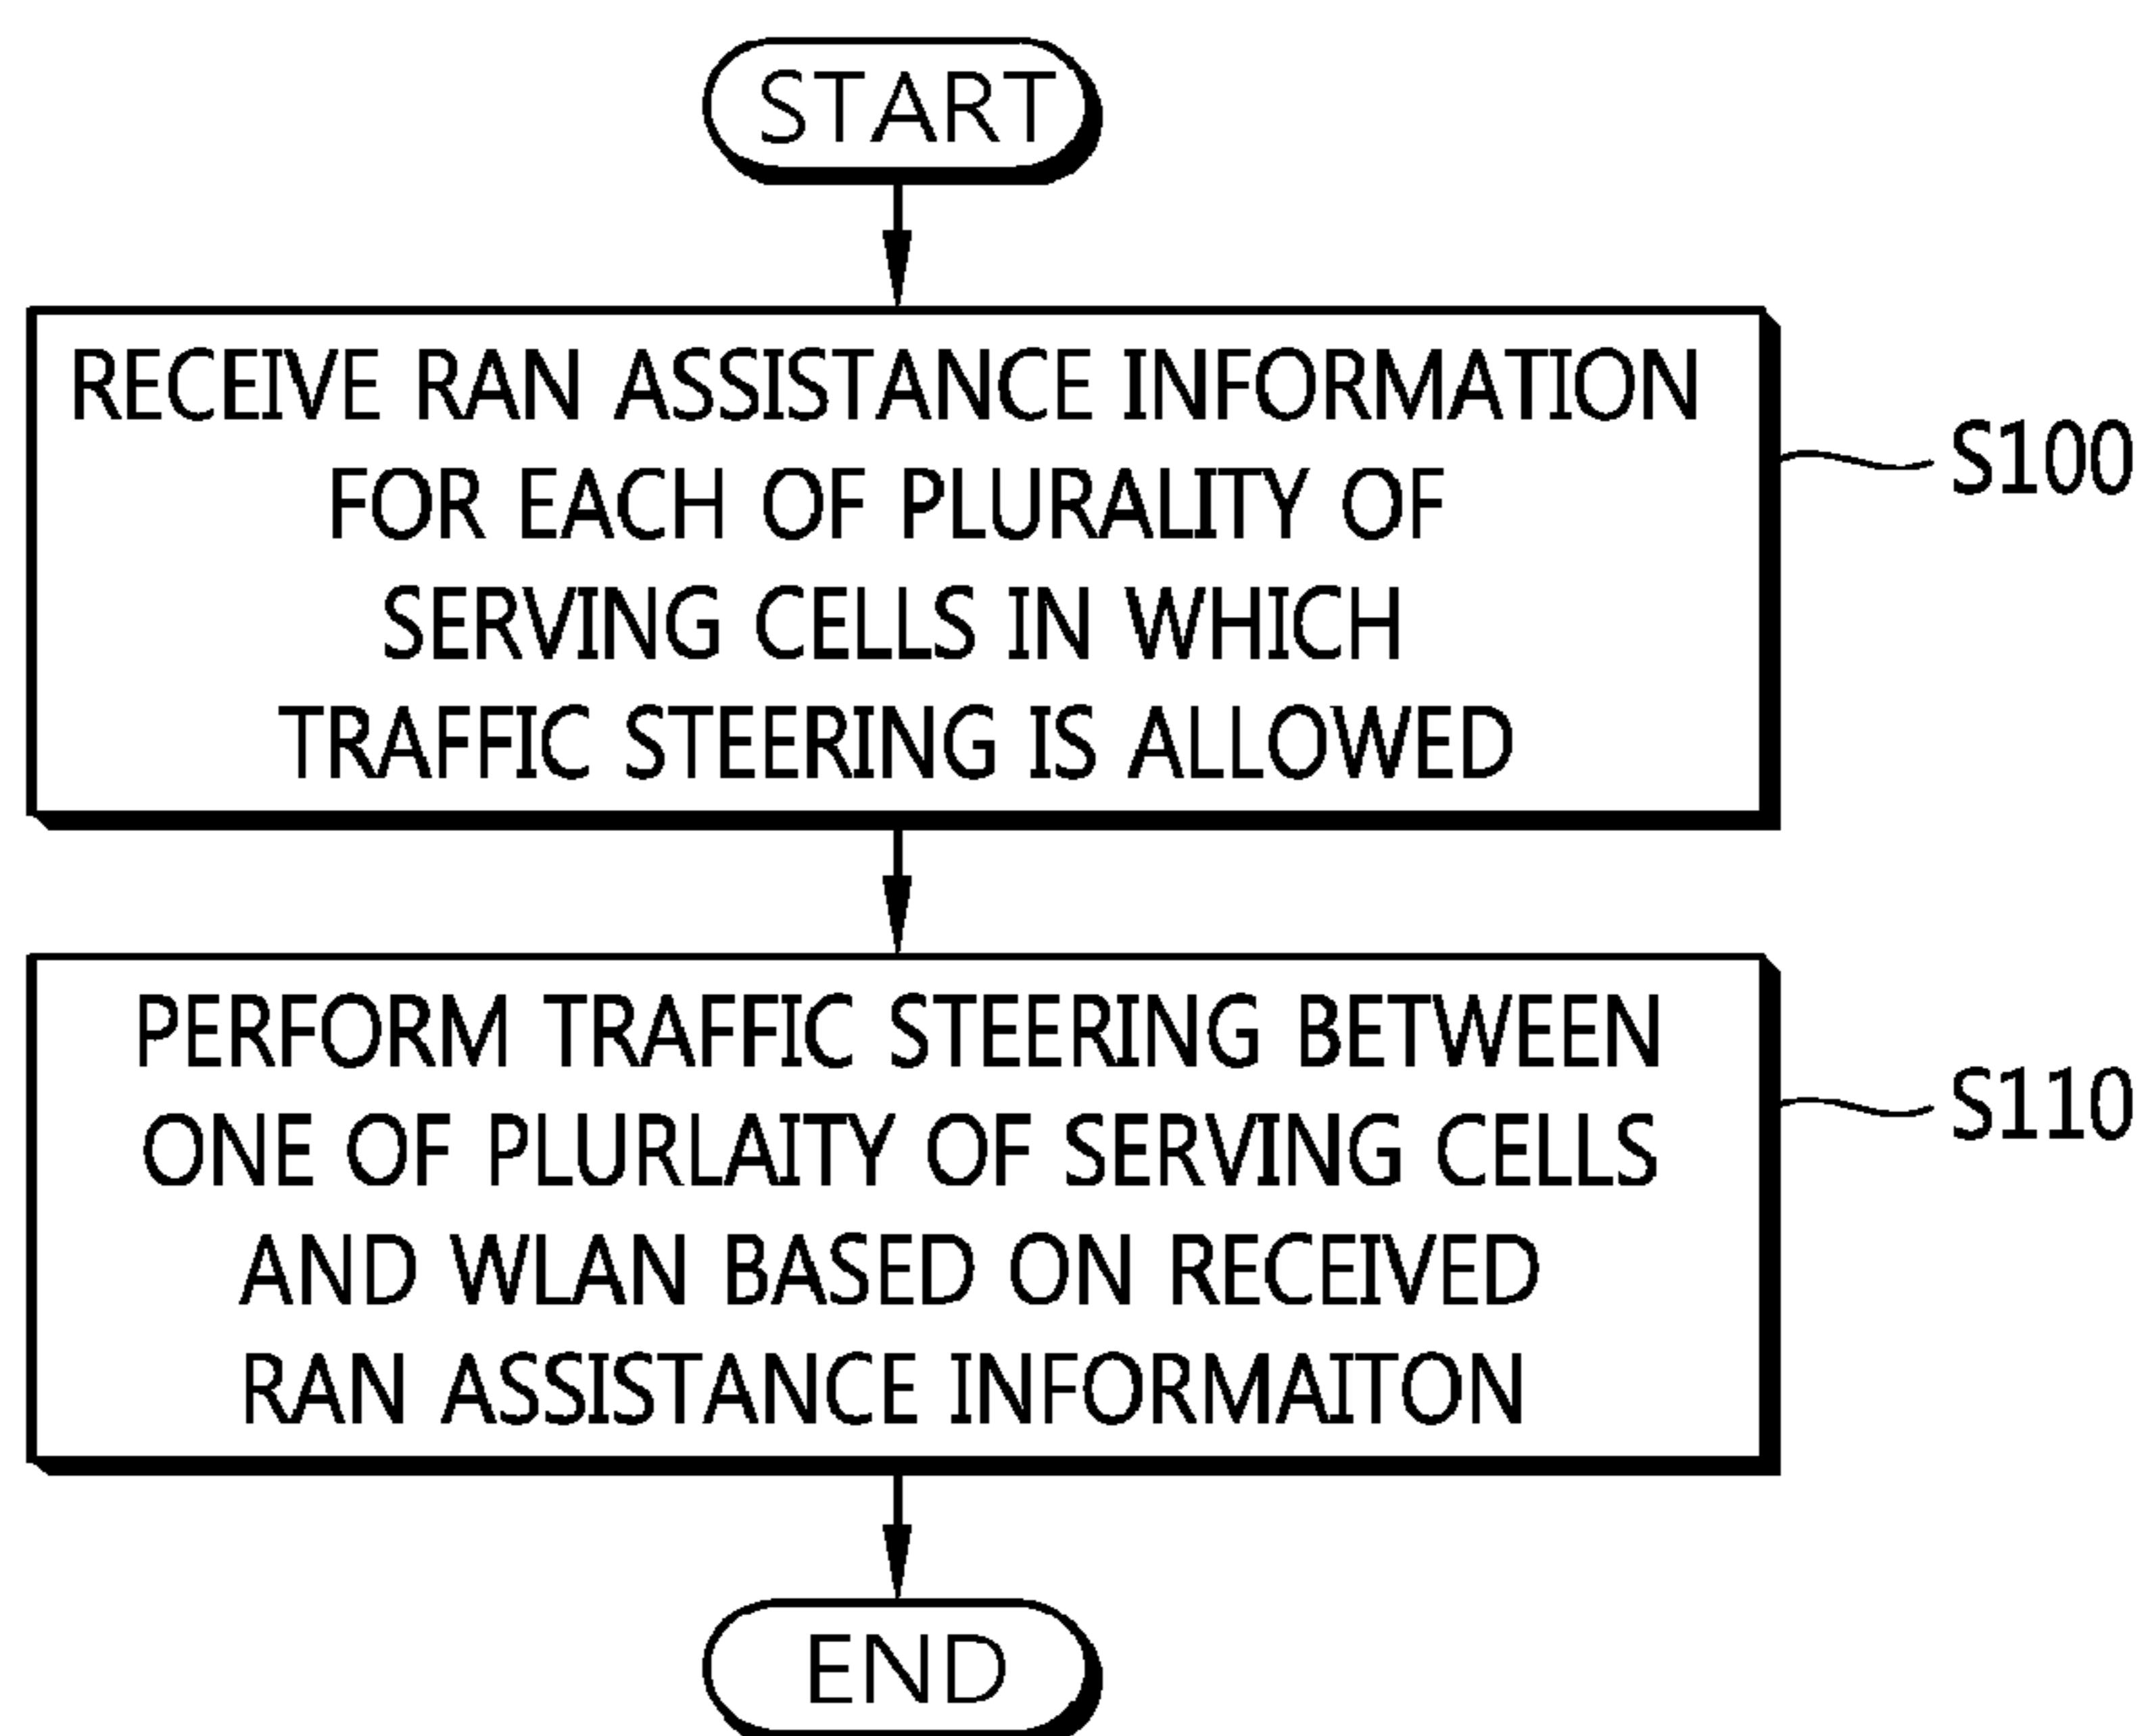 START
RECEIVE RAN ASSISTANCE INFORMATION
FOR EACH OF PLURALITY OF
SERVING CELLS IN WHICH
TRAFFIC STEERING IS ALLOWED
S100
PERFORM TRAFFIC STEERING BETWEEN
ONE OF PLURLAITY OF SERVING CELLS
AND WLAN BASED ON RECEIVED
RAN ASSISTANCE INFORMAITON
S110
END